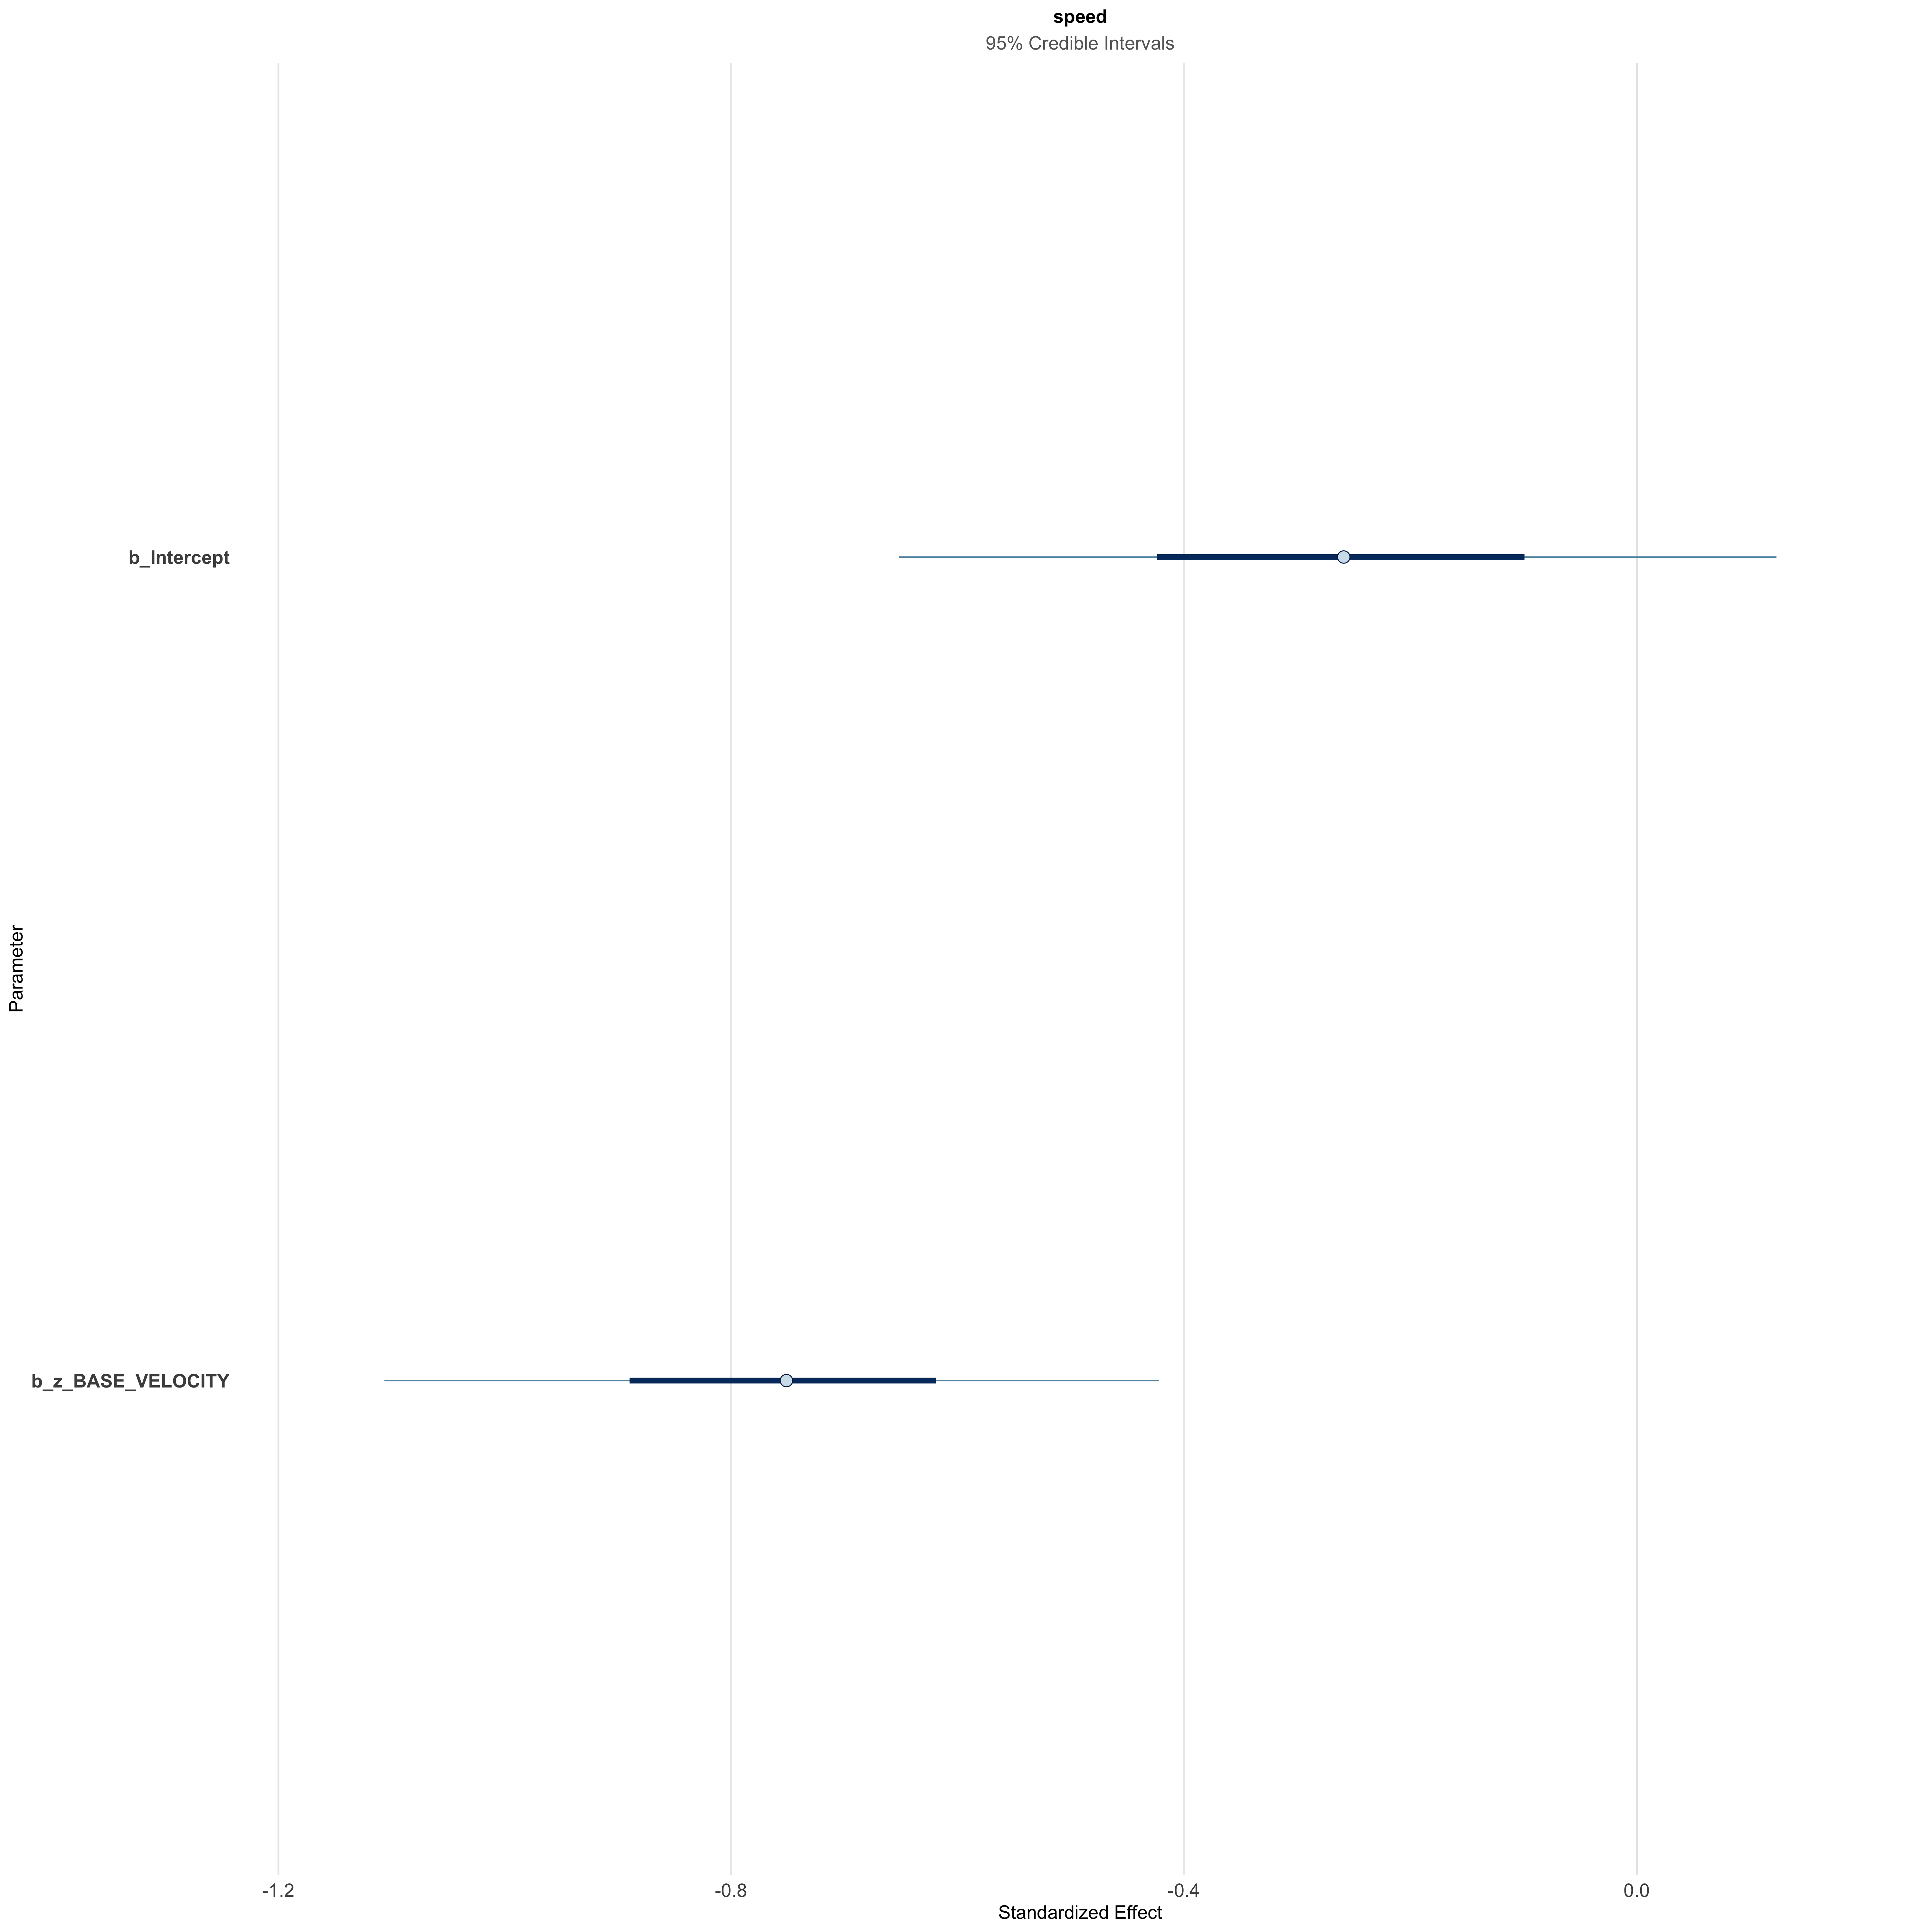 speed
95% Credible Intervals
b_Intercept
Parameter
b_z_BASE_VELOCITY
-1.2
-0.8
-0.4
0.0
Standardized Effect